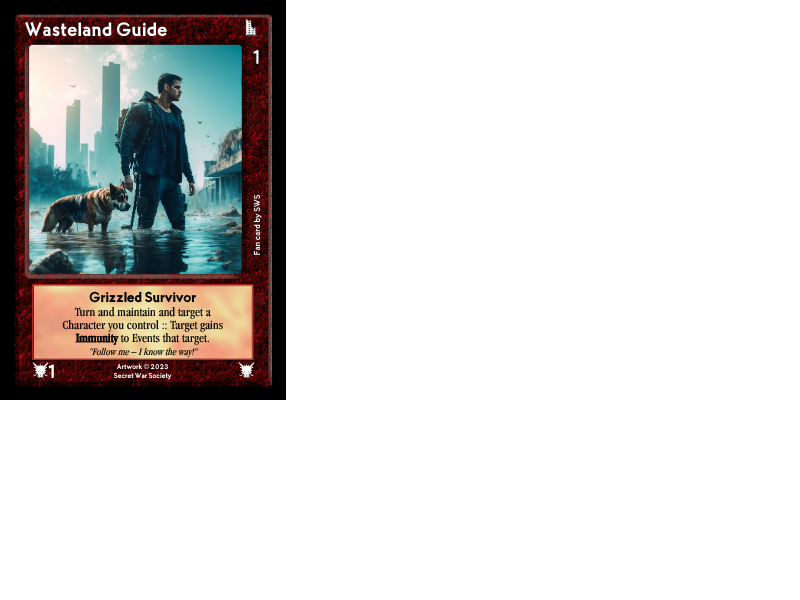 Wasteland Guide
1
Fan card by SWS
Grizzled Survivor
Turn and maintain and target a
Character you control :: Target gains
Immunity to Events that target.
"Follow me – I know the way!"
1
Artwork © 2023
Secret War Society